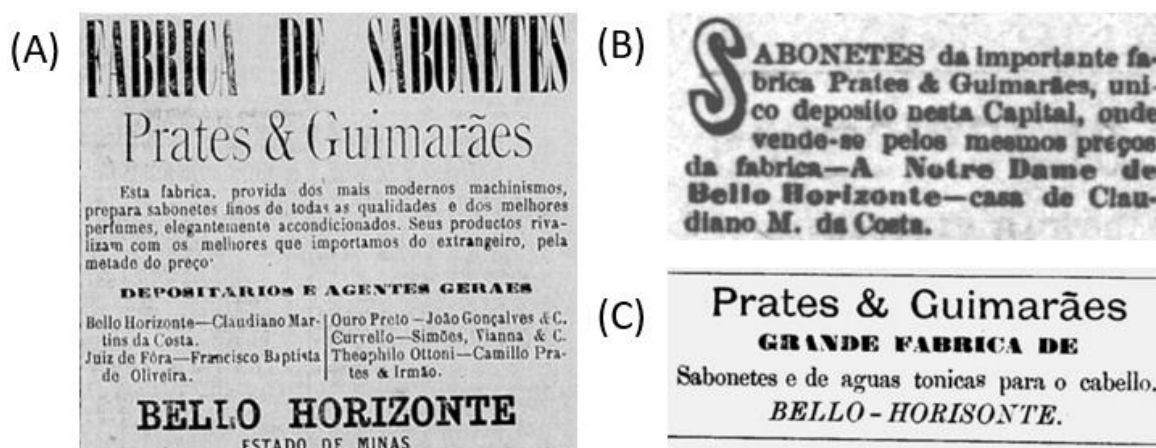 (A)
FABRICA DE SABONETES
Prates & Guimarães
Esta fabrica, provida dos mais modernos machinismos,
prepara sabonetes finos de todas as qualidades e dos melhores
perfumes, elegantemente accondicionados. Seus productos riva-
lizam com os melhores que importamos do extrangeiro, pela
metade do preço.
DEPOSITARIOS E AGENTES GERAES
Bello Horizonte—Claudiano Mar-
tins da Costa.
Juiz de Fóra—Francisco Baptista
de Oliveira.
Ouro Preto—João Gonçalves & C.
Curvello—Simões, Vianna & C.
Theophilo Ottoni—Camillo Pra-
tes & Irmão.
BELLO HORIZONTE
ESTADO DE MINAS
(B)
SABONETES da importante fa-
brica Prates & Guimarães, uni-
co deposito nesta Capital, onde
vende-se pelos mesmos preços
da fabrica—A Notre Dame de
Bello Horizonte—casa de Clau-
diano M. da Costa.
(C)
Prates & Guimarães
GRANDE FABRICA DE
Sabonetes e de aguas tonicas para o cabello.
BELLO-HORISONTE.